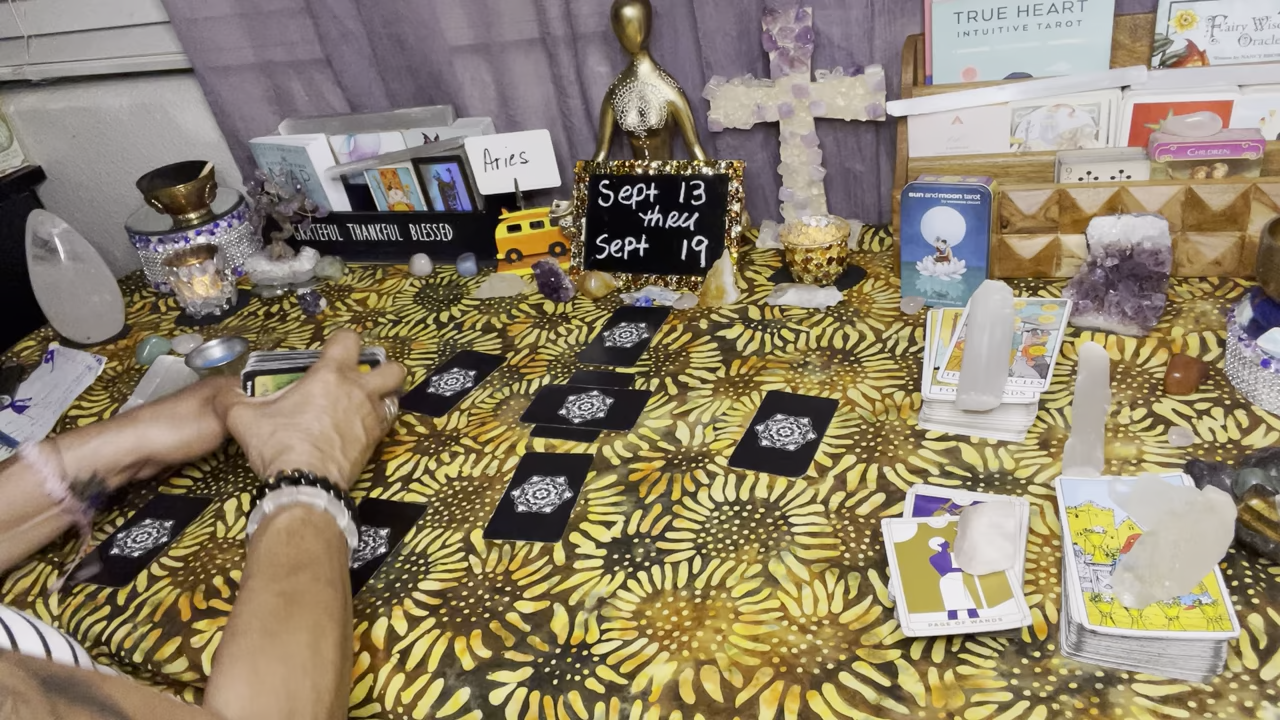 TRUE HEART
INTUITIVE TAROT
Fairy Wis
Oracle
Aries
Sept 13
thru
Sept 19
GRATEFUL THANKFUL BLESSED
CHILDREN
sun and moon tarot
PAGE OF WANDS